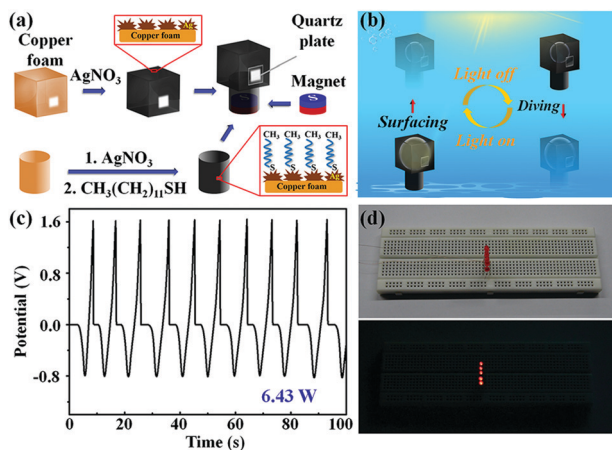 (a)
Copper
foam
AgNO3
Ag
Copper foam
Quartz
plate
Magnet
S
1. AgNO3
2. CH3(CH2)11SH
CH3 CH3 CH3 CH3
S S S S
Ag
Copper foam
(b)
Light off
Diving
Surfacing
Light on
(c)
Potential (V)
1.6
0.8
0.0
-0.8
6.43 W
0 20 40 60 80 100
Time (s)
(d)